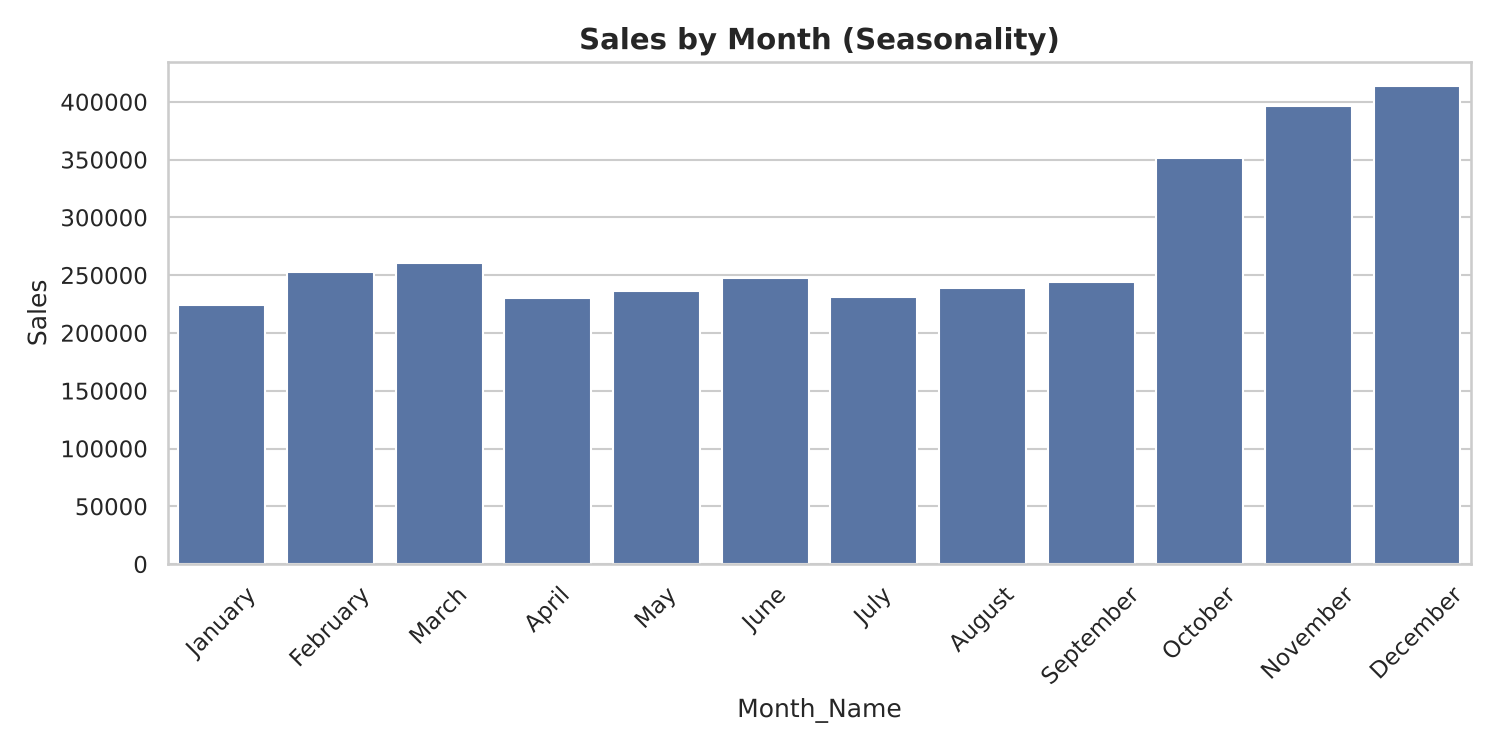 Sales by Month (Seasonality)
400000
350000
300000
250000
200000
150000
100000
50000
0
Sales
January
February
March
April
May
June
July
August
September
October
November
December
Month_Name